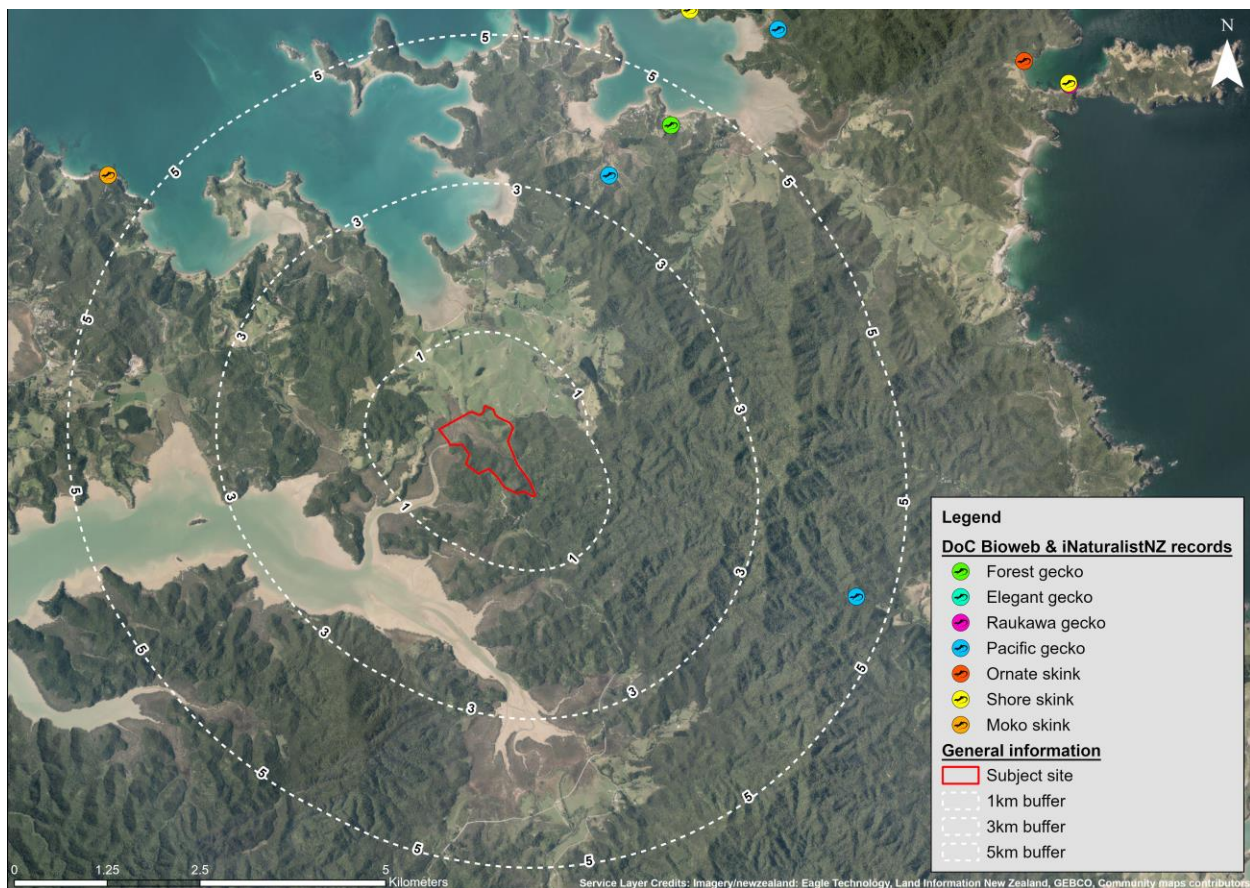 N
5
5
5
5
5
5
5
5
5
5
5
5
3
3
3
3
3
3
3
3
3
1
1
1
1
Legend
DoC Bioweb & iNaturalistNZ records
Forest gecko
Elegant gecko
Raukawa gecko
Pacific gecko
Ornate skink
Shore skink
Moko skink
General information
Subject site
1km buffer
3km buffer
5km buffer
0 1.25 2.5 5
Kilometers
Service Layer Credits: Imagery/newzealand: Eagle Technology, Land Information New Zealand, GEBCO, Community maps contributor